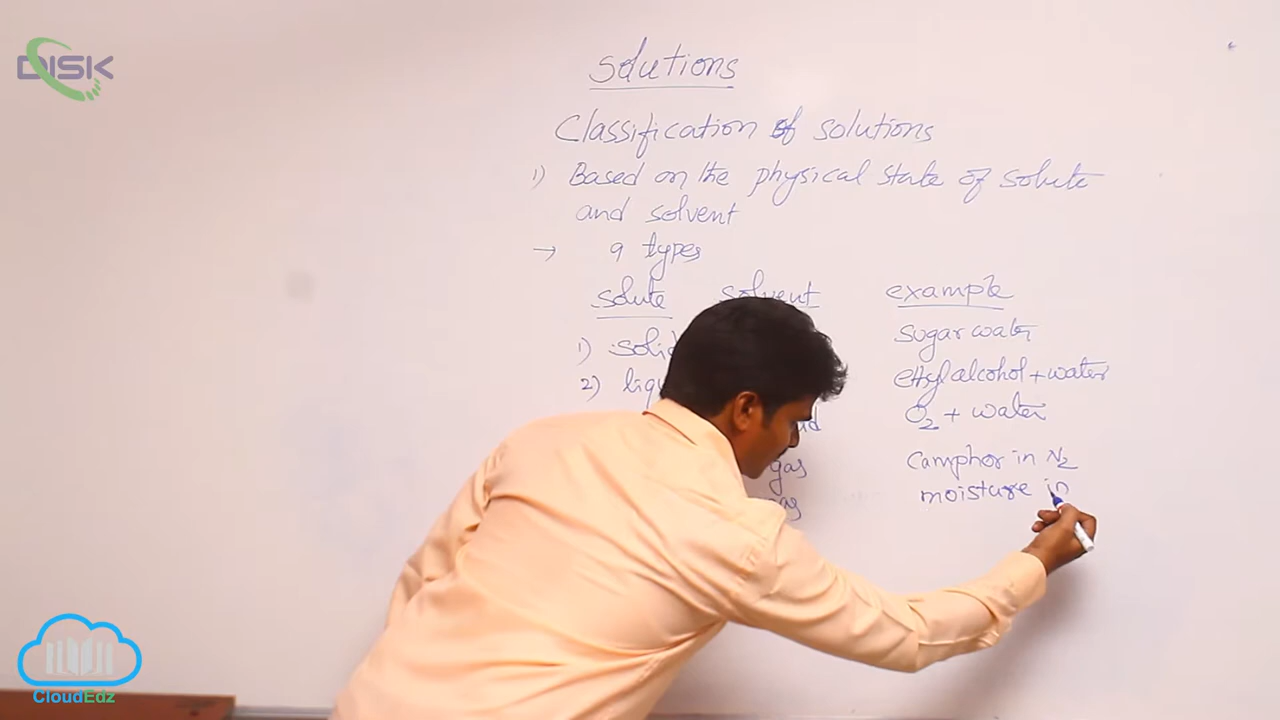 DISK
solutions
Classification of solutions
1) Based on the physical state of solute
and solvent
→ 9 types
solute solvent example
1) solid sugar water
2) ethyl alcohol + water
O2 + water
gas Camphor in N2
gas moisture in
CloudEdz